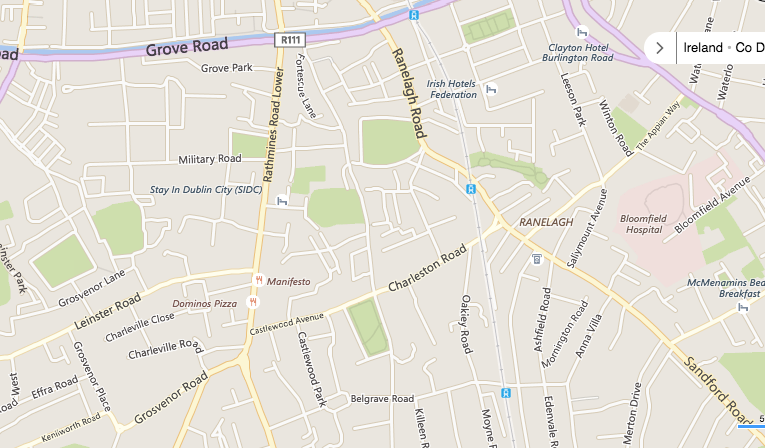 Grove Road
R111
Grove Park
Fortescue Lane
Rathmines Road Lower
Ranelagh Road
Irish Hotels
Federation
Clayton Hotel
Burlington Road
Ireland • Co D
Leeson Park
Winton Road
The Appian Way
Military Road
Stay In Dublin City (SIDC)
RANELAGH
Sallymount Avenue
Bloomfield
Hospital
Bloomfield Avenue
Grosvenor Lane
Leinster Road
Manifesto
Dominos Pizza
Charleston Road
Castlewood Avenue
Charleville Close
Charleville Road
Castlewood Park
Oakley Road
Ashfield Road
Mornington Road
Anna Villa
McMenamins Bed
Breakfast
Sandford Road
Grosvenor Place
Grosvenor Road
Effra Road
Kenilworth Road
West
Belgrave Road
Killeen R
Moyne R
Edenvale Road
Merton Drive
5